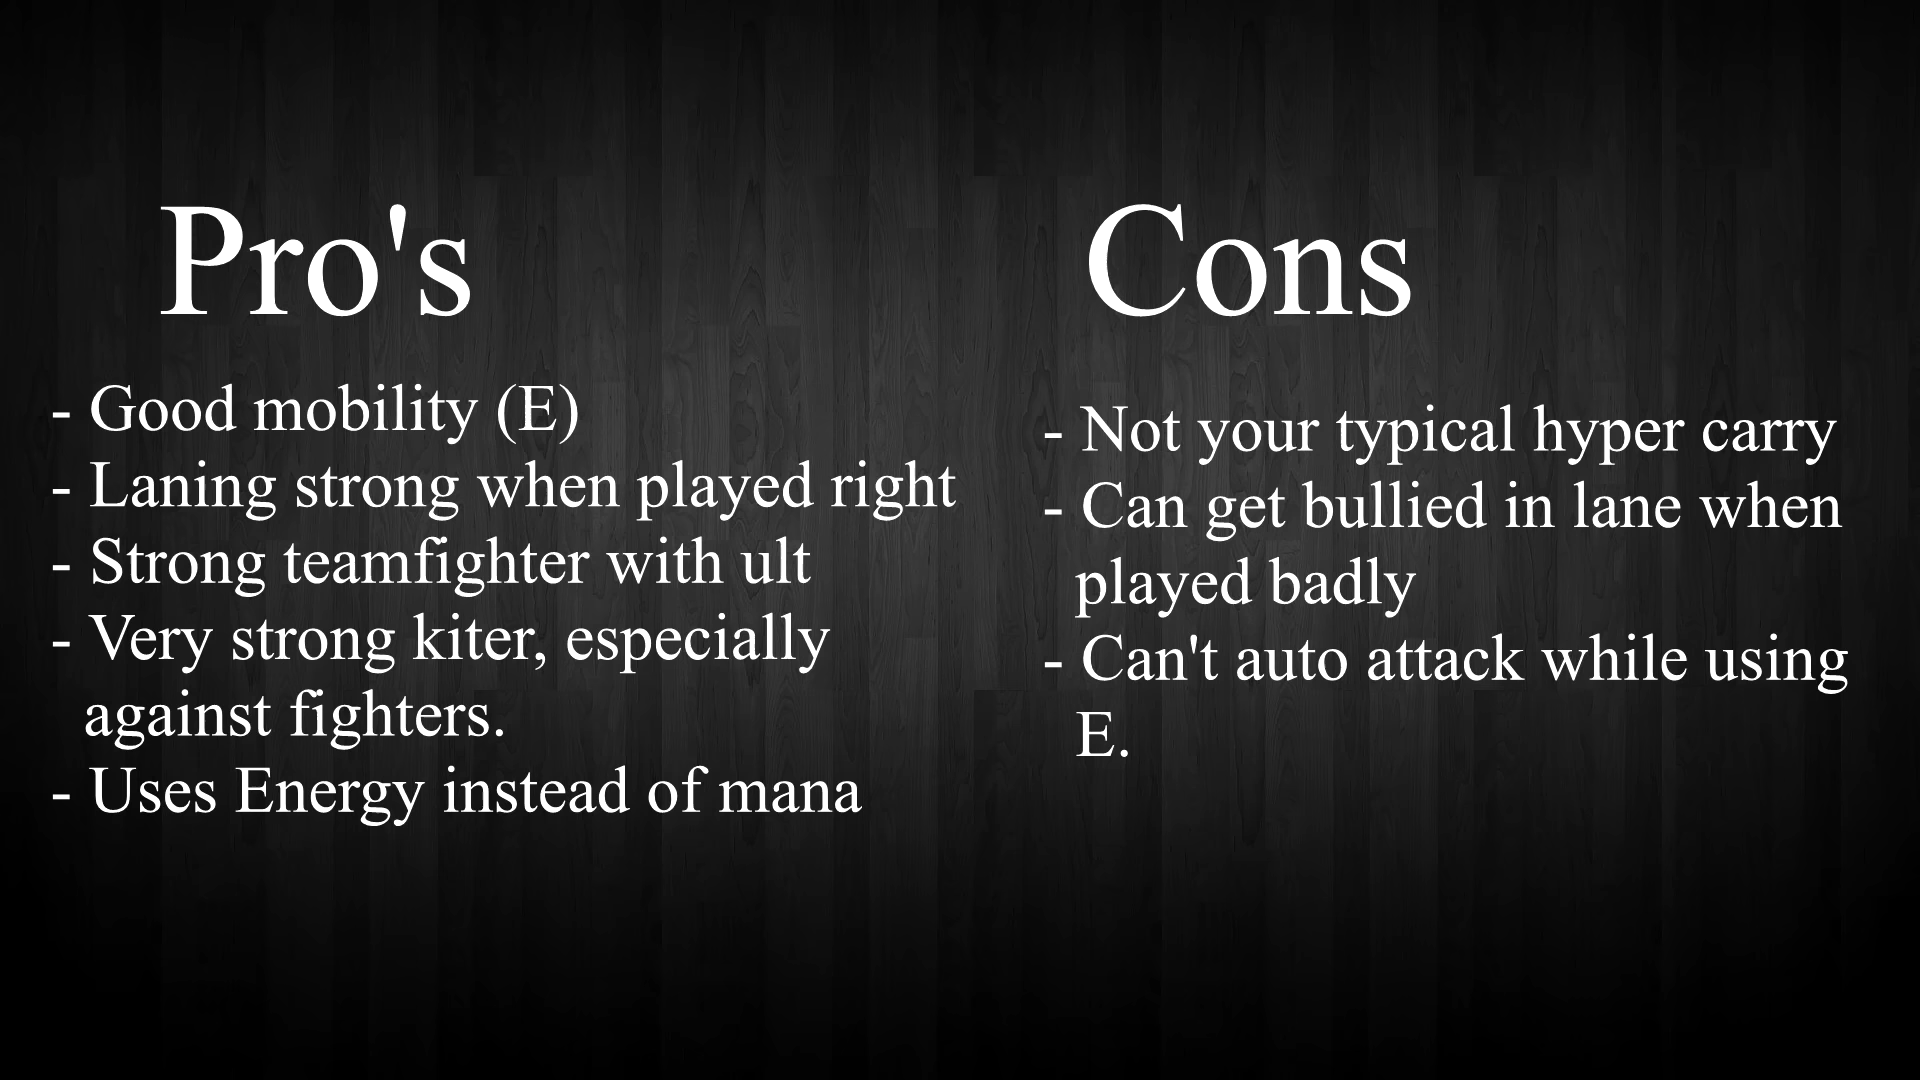 Pro's
- Good mobility (E)
- Laning strong when played right
- Strong teamfighter with ult
- Very strong kiter, especially
against fighters.
- Uses Energy instead of mana
Cons
- Not your typical hyper carry
- Can get bullied in lane when
played badly
- Can't auto attack while using
E.